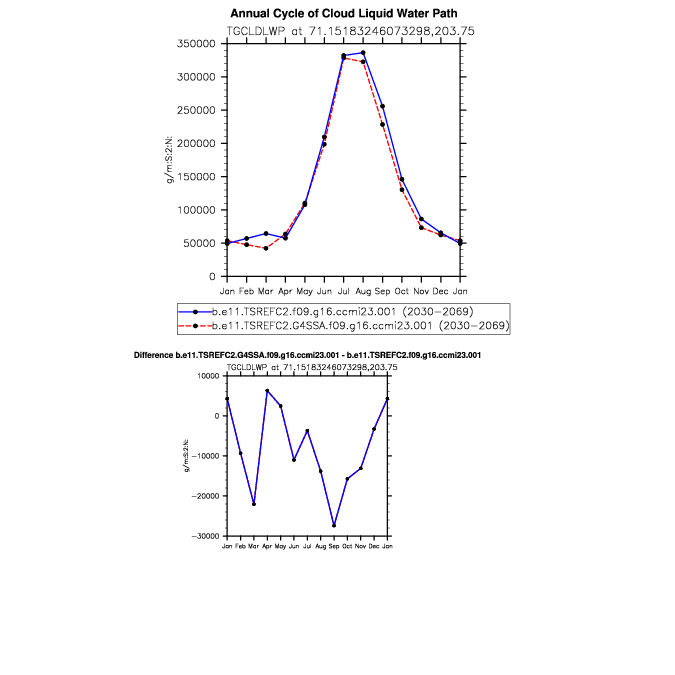 Annual Cycle of Cloud Liquid Water Path
TGCLDLWP at 71.15183246073298,203.75
350000
300000
250000
200000
150000
100000
50000
0
g/m:S:2:N:
Jan Feb Mar Apr May Jun Jul Aug Sep Oct Nov Dec Jan
b.e11.TSREFC2.f09.g16.ccmi23.001 (2030-2069)
b.e11.TSREFC2.G4SSA.f09.g16.ccmi23.001 (2030-2069)
Difference b.e11.TSREFC2.G4SSA.f09.g16.ccmi23.001 - b.e11.TSREFC2.f09.g16.ccmi23.001
TGCLDLWP at 71.15183246073298,203.75
10000
0
-10000
-20000
-30000
g/m:S:2:N:
Jan Feb Mar Apr May Jun Jul Aug Sep Oct Nov Dec Jan